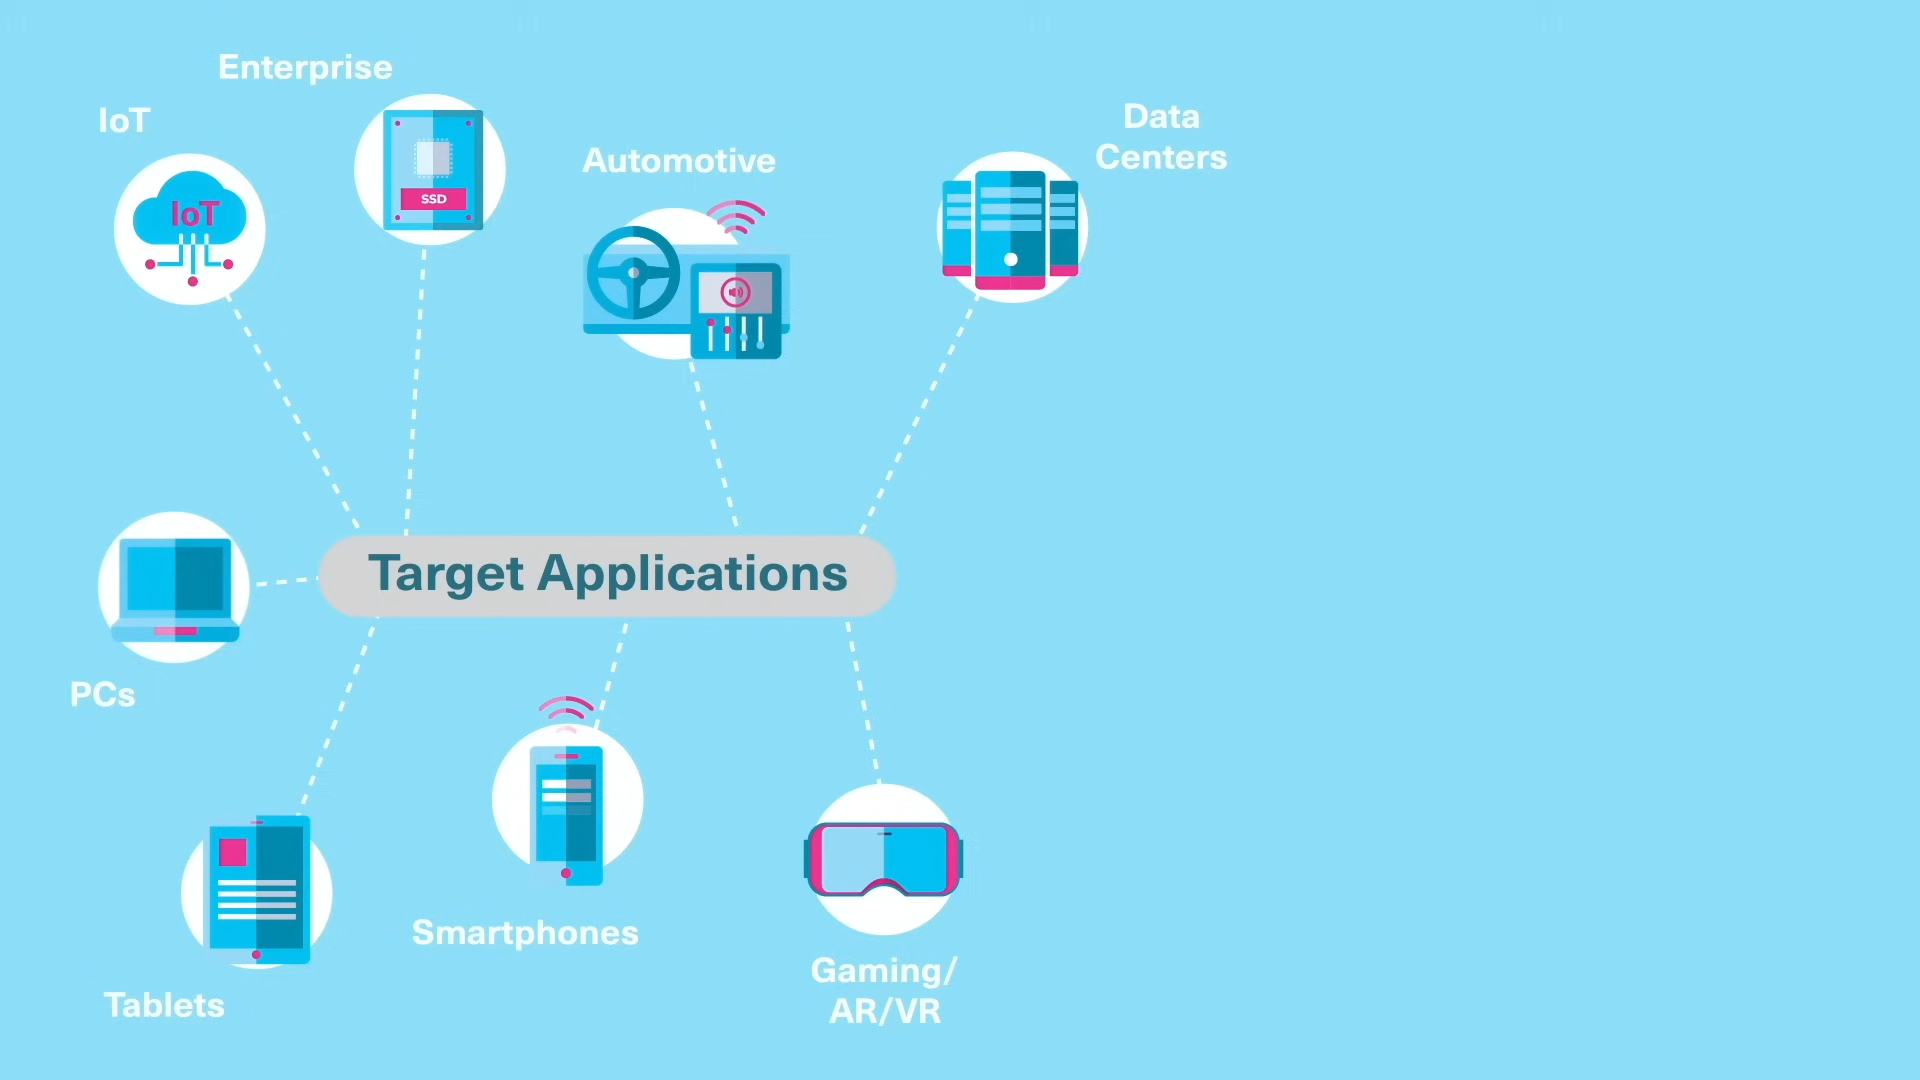 Enterprise
IoT
Data
Centers
Automotive
IoT
SSD
Target Applications
PCs
Smartphones
Gaming/
AR/VR
Tablets